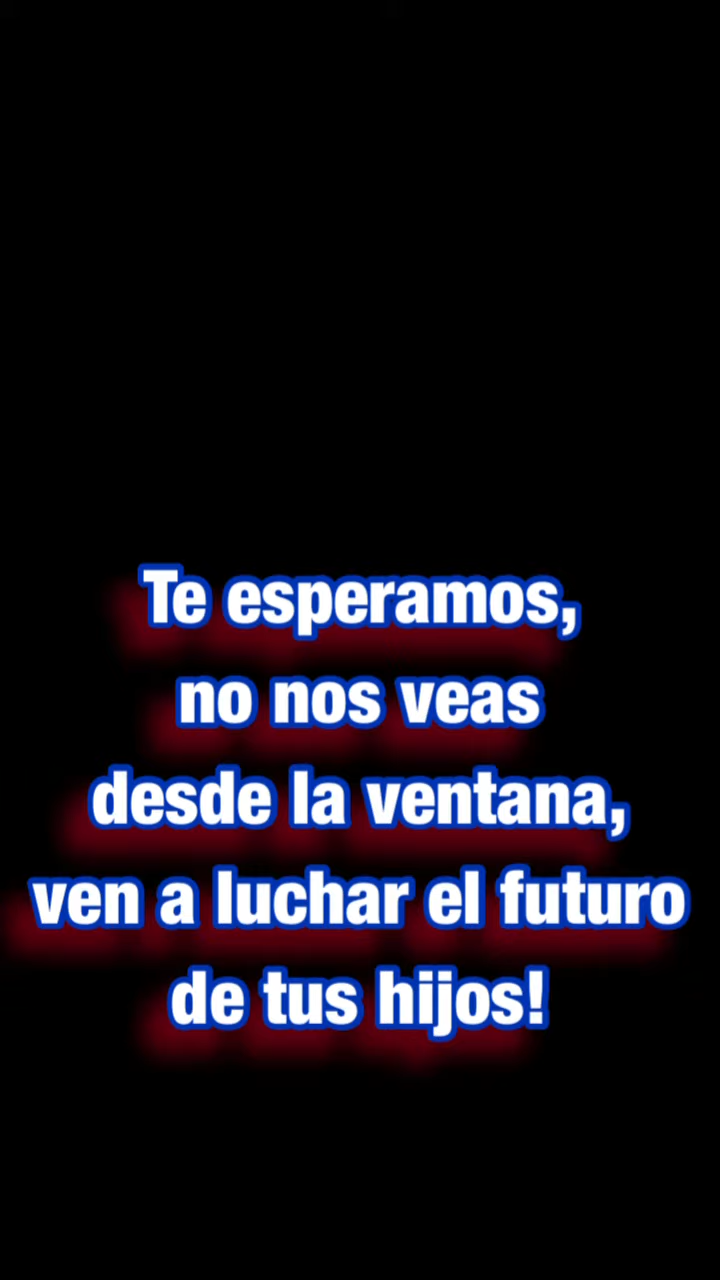 Te esperamos,
no nos veas
desde la ventana,
ven a luchar el futuro
de tus hijos!